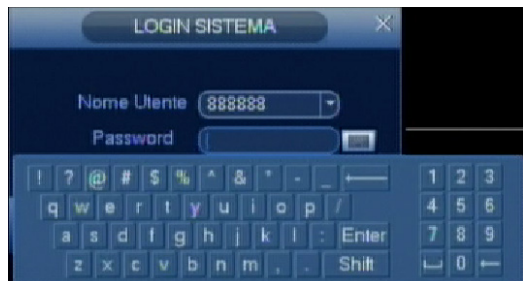 LOGIN SISTEMA
Nome Utente 888888
Password
! ? @ # $ % ^ & * - _ 1 2 3
q w e r t y u i o p / 4 5 6
a s d f g h j k l : Enter 7 8 9
z x c v b n m , . Shift 0